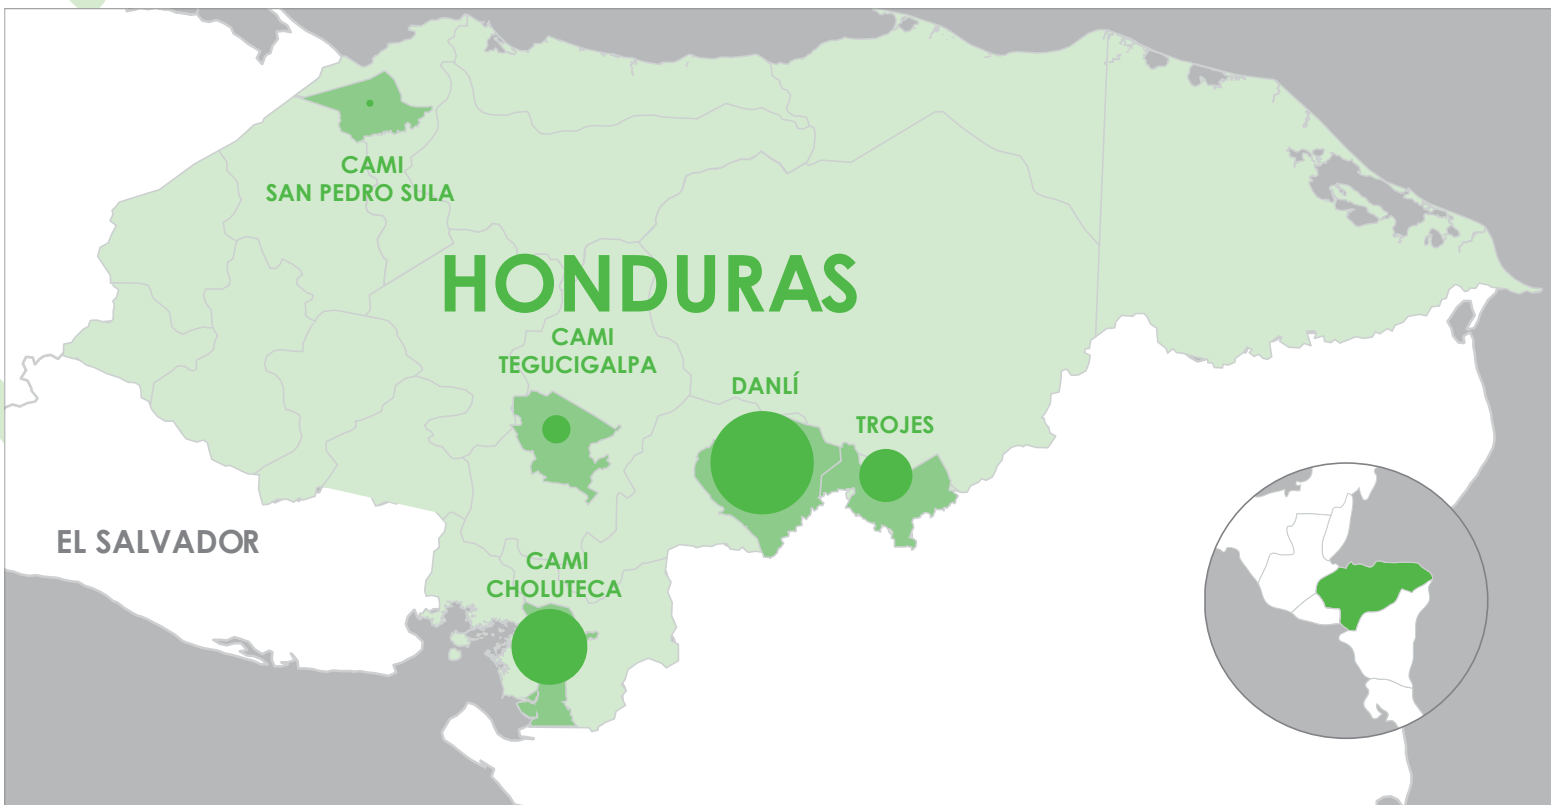 CAMI
SAN PEDRO SULA
HONDURAS
CAMI
TEGUCIGALPA
DANLÍ
TROJES
EL SALVADOR
CAMI
CHOLUTECA